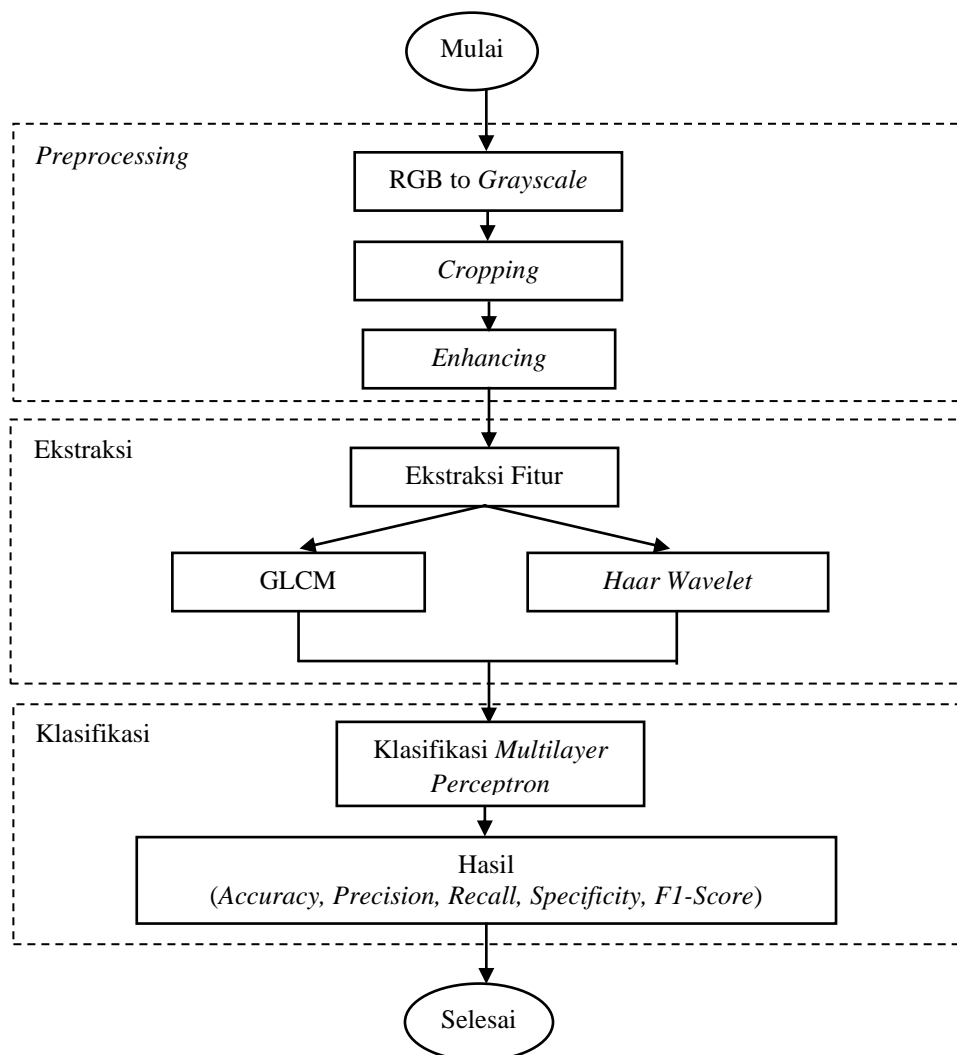 Mulai
Preprocessing
RGB to Grayscale
Cropping
Enhancing
Ekstraksi
Ekstraksi Fitur
GLCM
Haar Wavelet
Klasifikasi
Klasifikasi Multilayer
Perceptron
Hasil
(Accuracy, Precision, Recall, Specificity, F1-Score)
Selesai